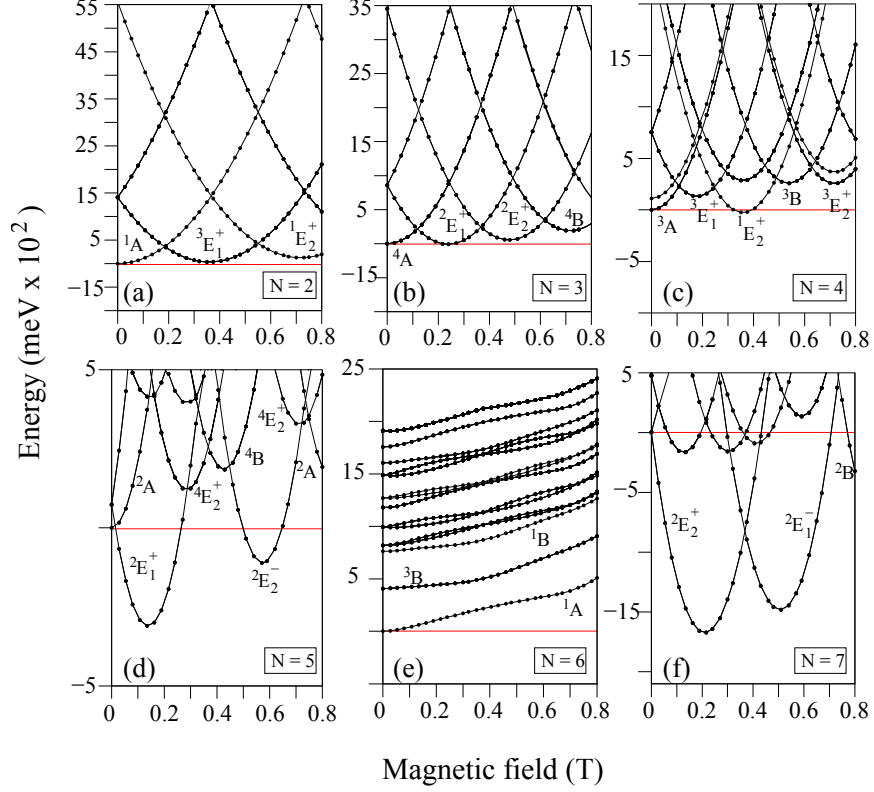 Energy (meV x 10²)
55
45
35
25
15
5
−15
¹A
³E₁⁺
¹E₂⁺
(a)
N = 2
0 0.2 0.4 0.6 0.8
35
25
15
5
−15
⁴A
²E₁⁺
²E₂⁺
⁴B
(b)
N = 3
0 0.2 0.4 0.6 0.8
15
5
−5
³A
³E₁⁺
¹E₂⁺
³B
³E₂⁺
(c)
N = 4
0 0.2 0.4 0.6 0.8
5
−5
²A
²E₁⁺
⁴E₂⁺
⁴B
⁴E₂⁺
²A
²E₂⁻
(d)
N = 5
0 0.2 0.4 0.6 0.8
25
15
5
³B
¹B
¹A
(e)
N = 6
0 0.2 0.4 0.6 0.8
5
−5
−15
²E₂⁺
²E₁⁻
²B
(f)
N = 7
0 0.2 0.4 0.6 0.8
Magnetic field (T)